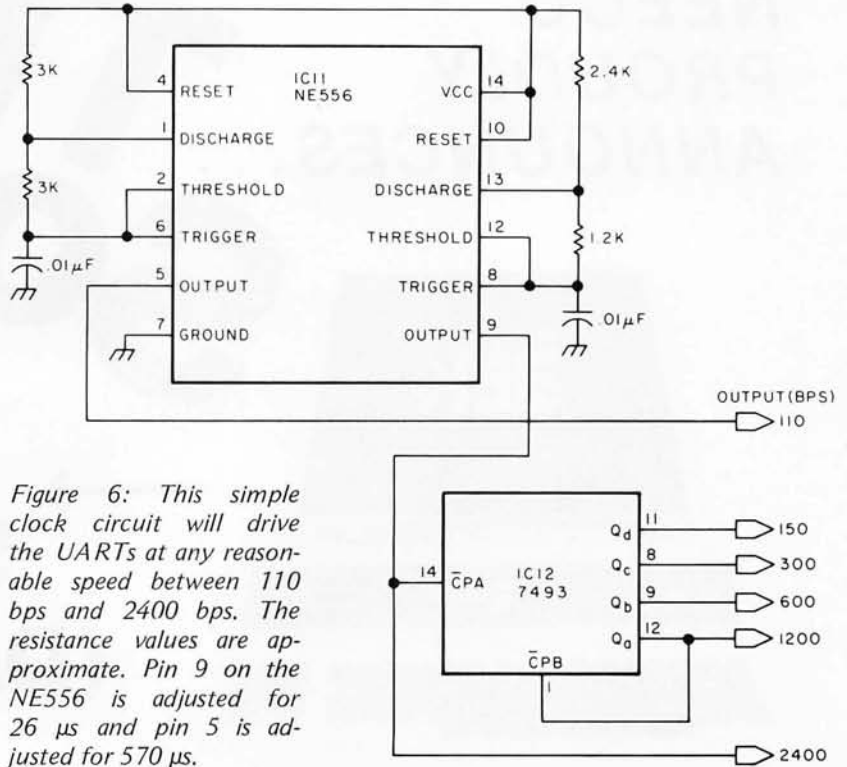 PROUDLY
ANNOUNCES.
3K
3K
.01µF
4
RESET
1
DISCHARGE
2
THRESHOLD
6
TRIGGER
5
OUTPUT
7
GROUND
IC11
NE556
14
VCC
10
RESET
13
DISCHARGE
12
THRESHOLD
8
TRIGGER
9
OUTPUT
2.4K
1.2K
.01µF
OUTPUT(BPS)
110
14
CPA
IC12
7493
CPB
1
Qd
11
150
Qc
8
300
Qb
9
600
Qa
12
1200
2400
Figure 6: This simple
clock circuit will drive
the UARTs at any reason-
able speed between 110
bps and 2400 bps. The
resistance values are ap-
proximate. Pin 9 on the
NE556 is adjusted for
26 µs and pin 5 is ad-
justed for 570 µs.